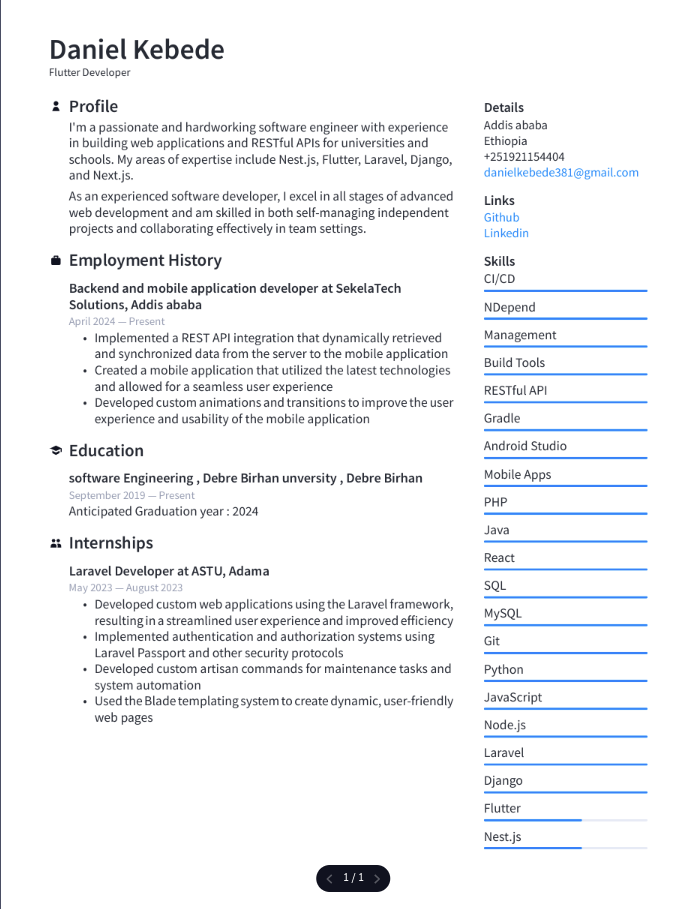 Daniel Kebede
Flutter Developer
Profile
I'm a passionate and hardworking software engineer with experience
in building web applications and RESTful APIs for universities and
schools. My areas of expertise include Nest.js, Flutter, Laravel, Django,
and Next.js.
As an experienced software developer, I excel in all stages of advanced
web development and am skilled in both self-managing independent
projects and collaborating effectively in team settings.
Employment History
Backend and mobile application developer at SekelaTech
Solutions, Addis ababa
April 2024 — Present
• Implemented a REST API integration that dynamically retrieved
and synchronized data from the server to the mobile application
• Created a mobile application that utilized the latest technologies
and allowed for a seamless user experience
• Developed custom animations and transitions to improve the user
experience and usability of the mobile application
Education
software Engineering , Debre Birhan unversity , Debre Birhan
September 2019 — Present
Anticipated Graduation year : 2024
Internships
Laravel Developer at ASTU, Adama
May 2023 — August 2023
• Developed custom web applications using the Laravel framework,
resulting in a streamlined user experience and improved efficiency
• Implemented authentication and authorization systems using
Laravel Passport and other security protocols
• Developed custom artisan commands for maintenance tasks and
system automation
• Used the Blade templating system to create dynamic, user-friendly
web pages
Details
Addis ababa
Ethiopia
+251921154404
danielkebede381@gmail.com
Links
Github
Linkedin
Skills
CI/CD
NDepend
Management
Build Tools
RESTful API
Gradle
Android Studio
Mobile Apps
PHP
Java
React
SQL
MySQL
Git
Python
JavaScript
Node.js
Laravel
Django
Flutter
Nest.js
1 / 1